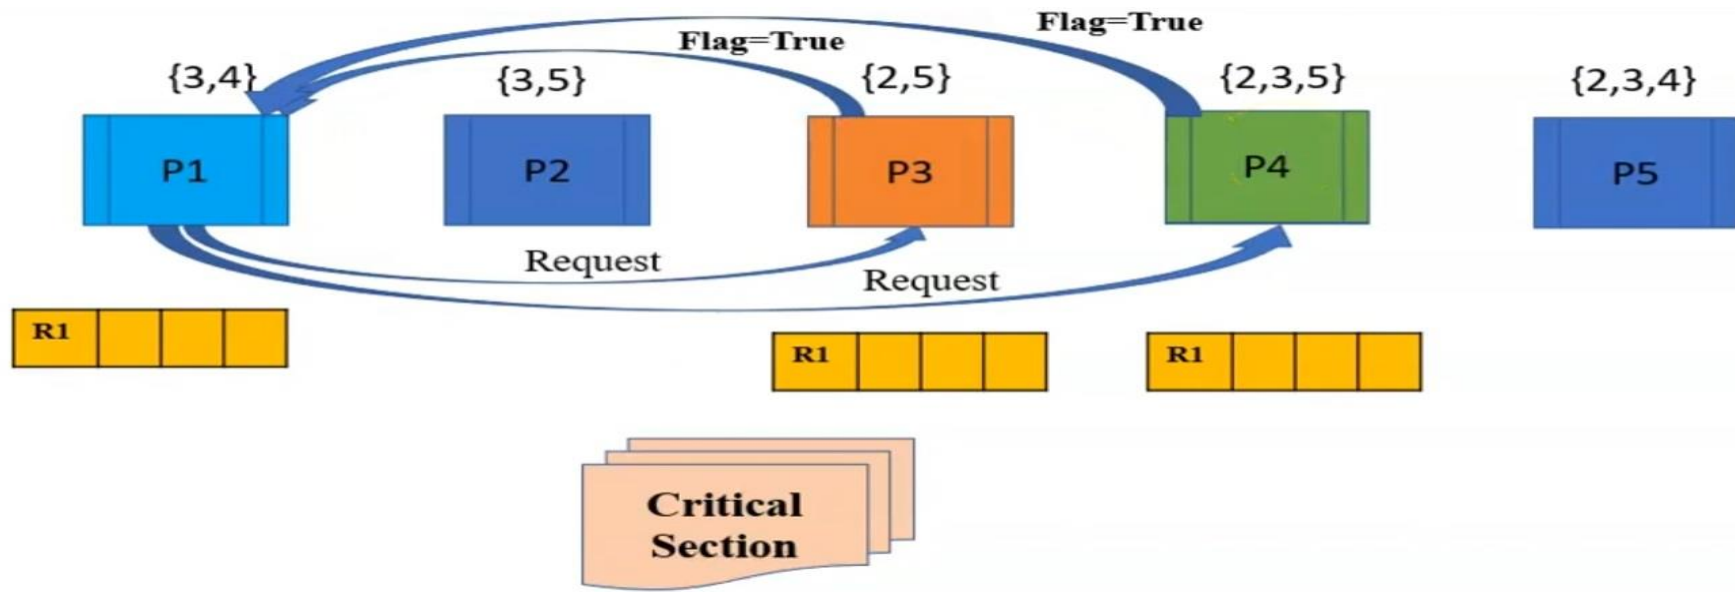 Flag=True
Flag=True
{3,4}
{3,5}
{2,5}
{2,3,5}
{2,3,4}
P1
P2
P3
P4
P5
Request
Request
R1
R1
R1
Critical
Section